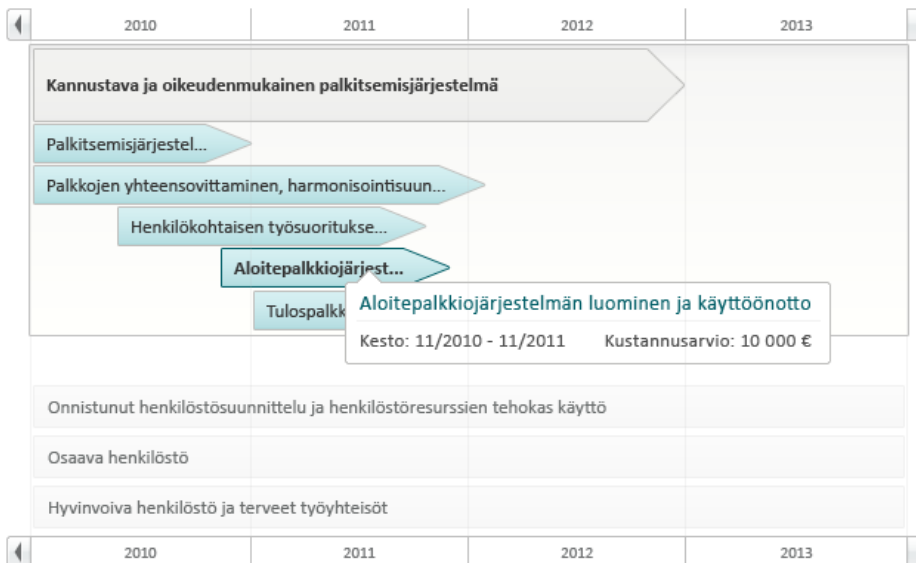 2010 2011 2012 2013
Kannustava ja oikeudenmukainen palkitsemisjärjestelmä
Palkitsemisjärjestel...
Palkkojen yhteensovittaminen, harmonisointisuun...
Henkilökohtaisen työsuoritukse...
Aloitepalkkiojärjest...
Tulospalkk
Aloitepalkkiojärjestelmän luominen ja käyttöönotto
Kesto: 11/2010 - 11/2011 Kustannusarvio: 10 000 €
Onnistunut henkilöstösuunnittelu ja henkilöstöresurssien tehokas käyttö
Osaava henkilöstö
Hyvinvoiva henkilöstö ja terveet työyhteisöt
2010 2011 2012 2013